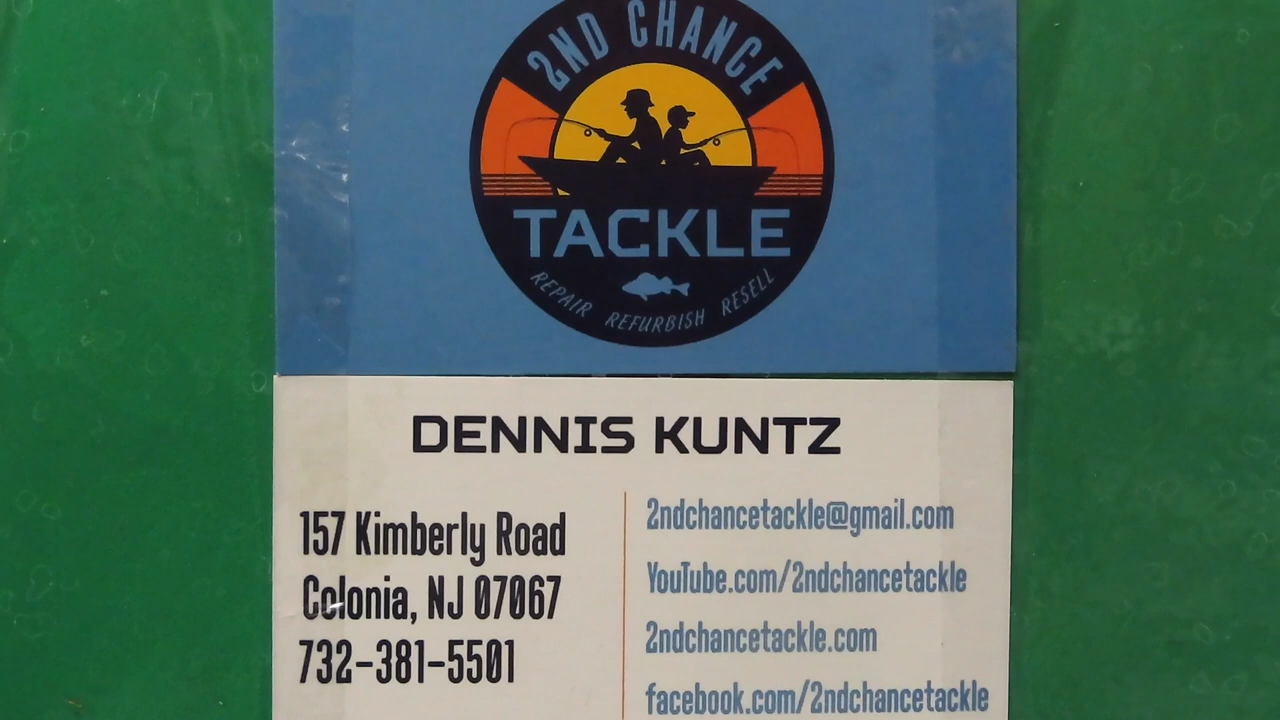 2ND CHANCE
TACKLE
REPAIR REFURBISH RESELL
DENNIS KUNTZ
157 Kimberly Road
Colonia, NJ 07067
732-381-5501
2ndchancetackle@gmail.com
YouTube.com/2ndchancetackle
2ndchancetackle.com
facebook.com/2ndchancetackle